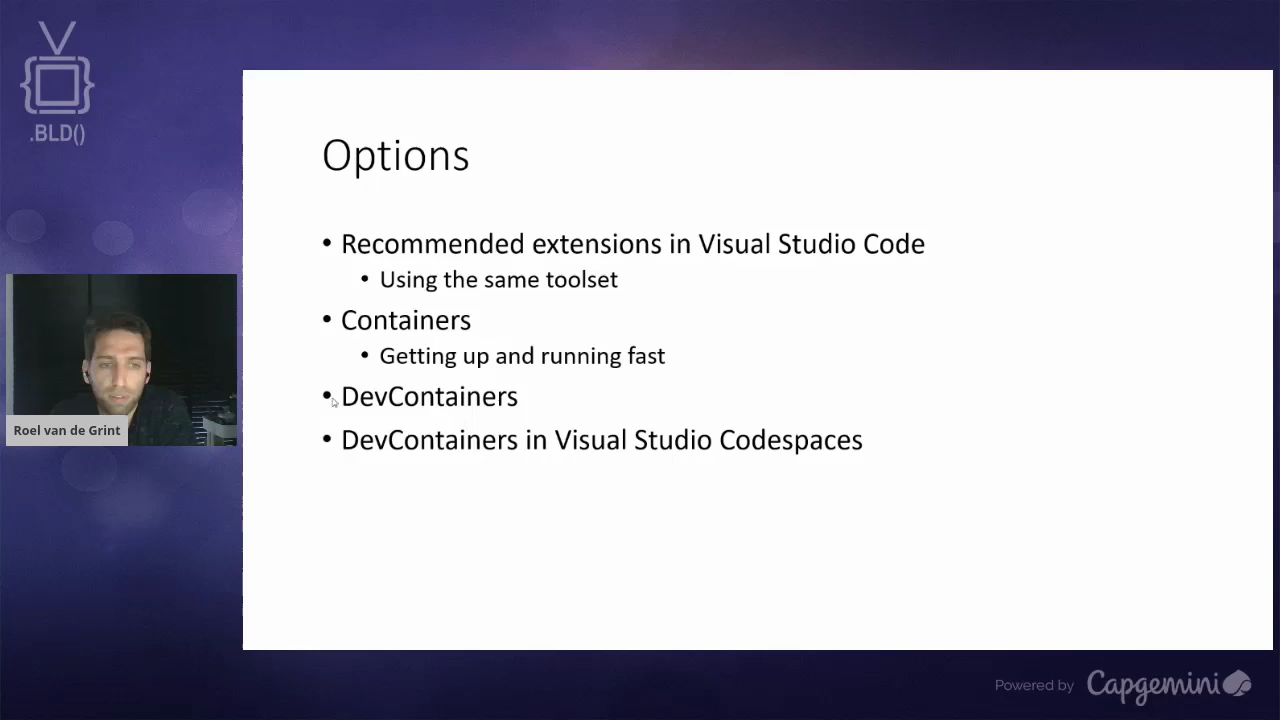 .BLD()
Options
• Recommended extensions in Visual Studio Code
• Using the same toolset
• Containers
• Getting up and running fast
• DevContainers
• DevContainers in Visual Studio Codespaces
Roel van de Grint
Powered by Capgemini